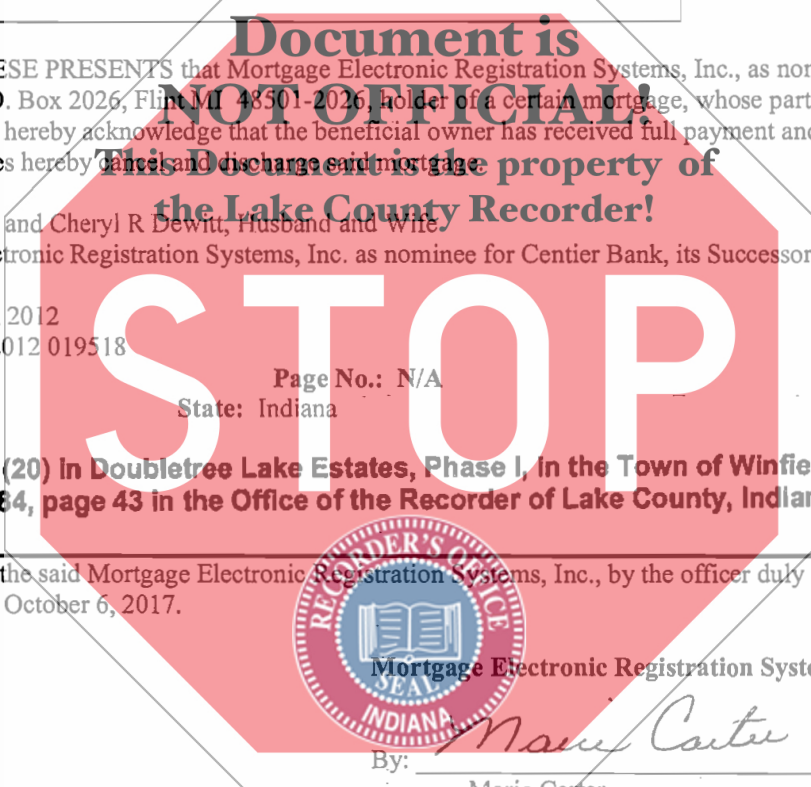 Document is
ESE PRESENTS that Mortgage Electronic Registration Systems, Inc., as
NOT OFFICIAL!
. Box 2026, Flint MI 48501-2026, holder of a certain mortgage, whose
hereby acknowledge that the beneficial owner has received full payment
s hereby cancel and discharge said mortgage.
This Document is the property of
the Lake County Recorder!
and Cheryl R Dewitt, Husband and Wife
tronic Registration Systems, Inc. as nominee for Centier Bank, its Successor
2012
012 019518
STOP
Page No.: N/A
State: Indiana
(20) in Doubletree Lake Estates, Phase I, in the Town of
84, page 43 in the Office of the Recorder of Lake County,
the said Mortgage Electronic Registration Systems, Inc., by the officer duly
October 6, 2017.
RECORDER'S OFFICE
SEAL
INDIANA
Mortgage Electronic Registration
Marie Carter
By: